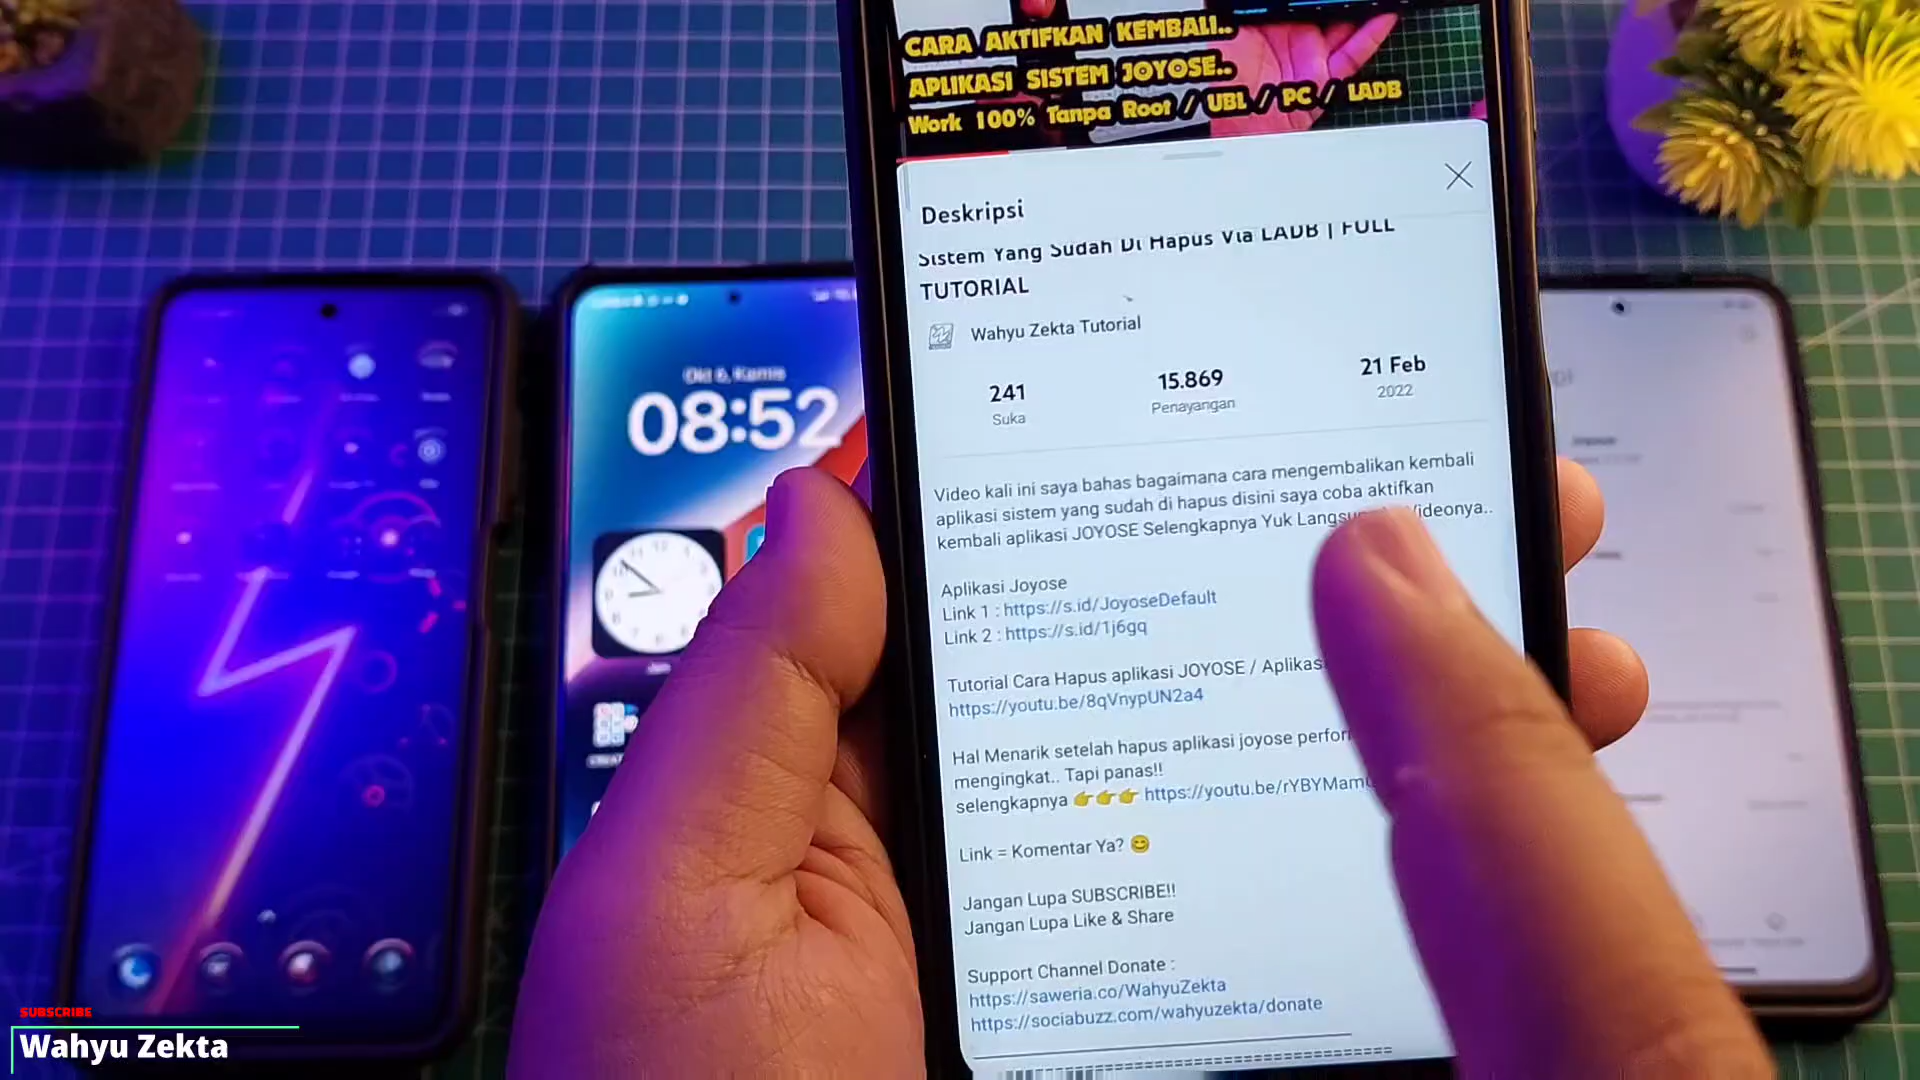 CARA AKTIFKAN KEMBALI..
APLIKASI SISTEM JOYOSE..
Work 100% Tanpa Root / UBL / PC / LADB
Deskripsi
Sistem Yang Sudah Di Hapus Via LADB | FULL
TUTORIAL
Wahyu Zekta Tutorial
241
Suka
15.869
Penayangan
21 Feb
2022
Video kali ini saya bahas bagaimana cara mengembalikan kembali
aplikasi sistem yang sudah di hapus disini saya coba aktifkan
kembali aplikasi JOYOSE Selengkapnya Yuk
Aplikasi Joyose
Link 1 : https://s.id/JoyoseDefault
Link 2 : https://s.id/1j6gq
Tutorial Cara Hapus aplikasi JOYOSE /
https://youtu.be/8qVnypUN2a4
Hal Menarik setelah hapus aplikasi joyose
mengingkat.. Tapi panas!!
selengkapnya 👉👉👉
Link = Komentar Ya? 😊
Jangan Lupa SUBSCRIBE!!
Jangan Lupa Like & Share
Support Channel Donate :
https://saweria.co/WahyuZekta
https://sociabuzz.com/wahyuzekta/donate
Okt 6, Kamis
08:52
SUBSCRIBE
Wahyu Zekta